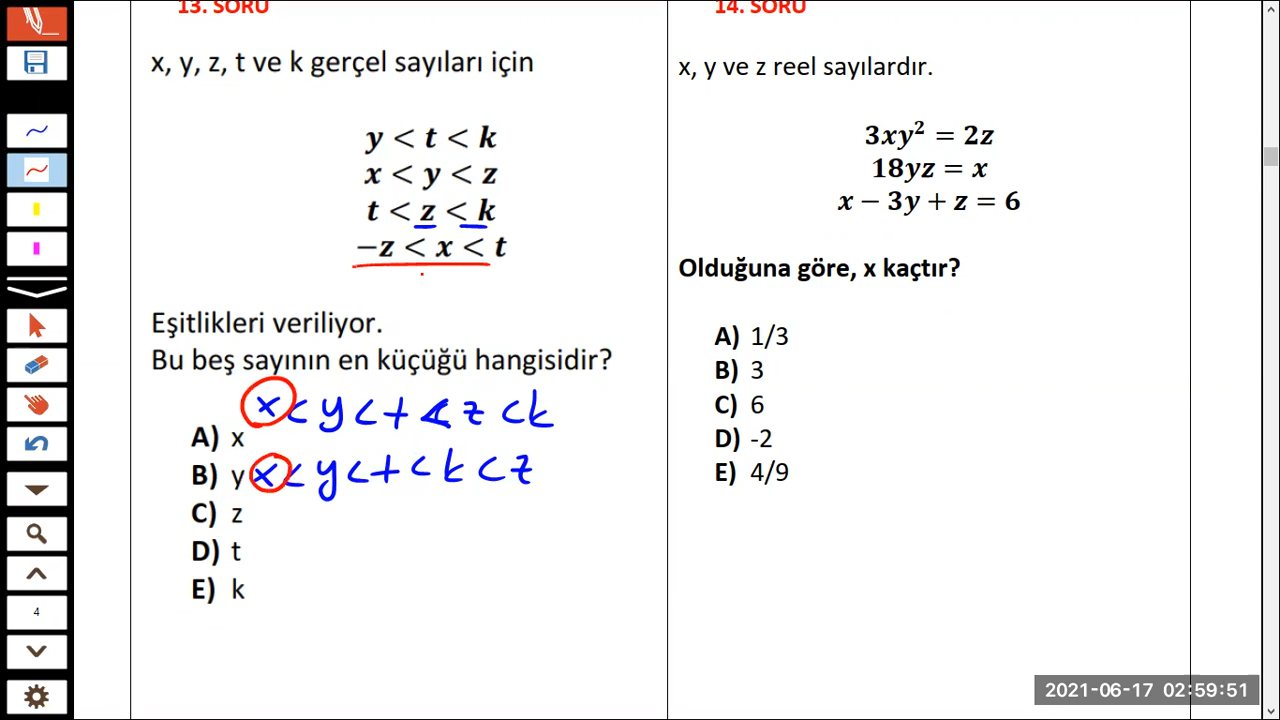 13. SORU
x, y, z, t ve k gerçel sayıları için
y < t < k
x < y < z
t < z < k
−z < x < t
Eşitlikleri veriliyor.
Bu beş sayının en küçüğü hangisidir?
x < y < t < z < k
A) x
B) y
x < y < t < k < z
C) z
D) t
E) k
14. SORU
x, y ve z reel sayılardır.
3xy² = 2z
18yz = x
x − 3y + z = 6
Olduğuna göre, x kaçtır?
A) 1/3
B) 3
C) 6
D) -2
E) 4/9
4
2021-06-17 02:59:51